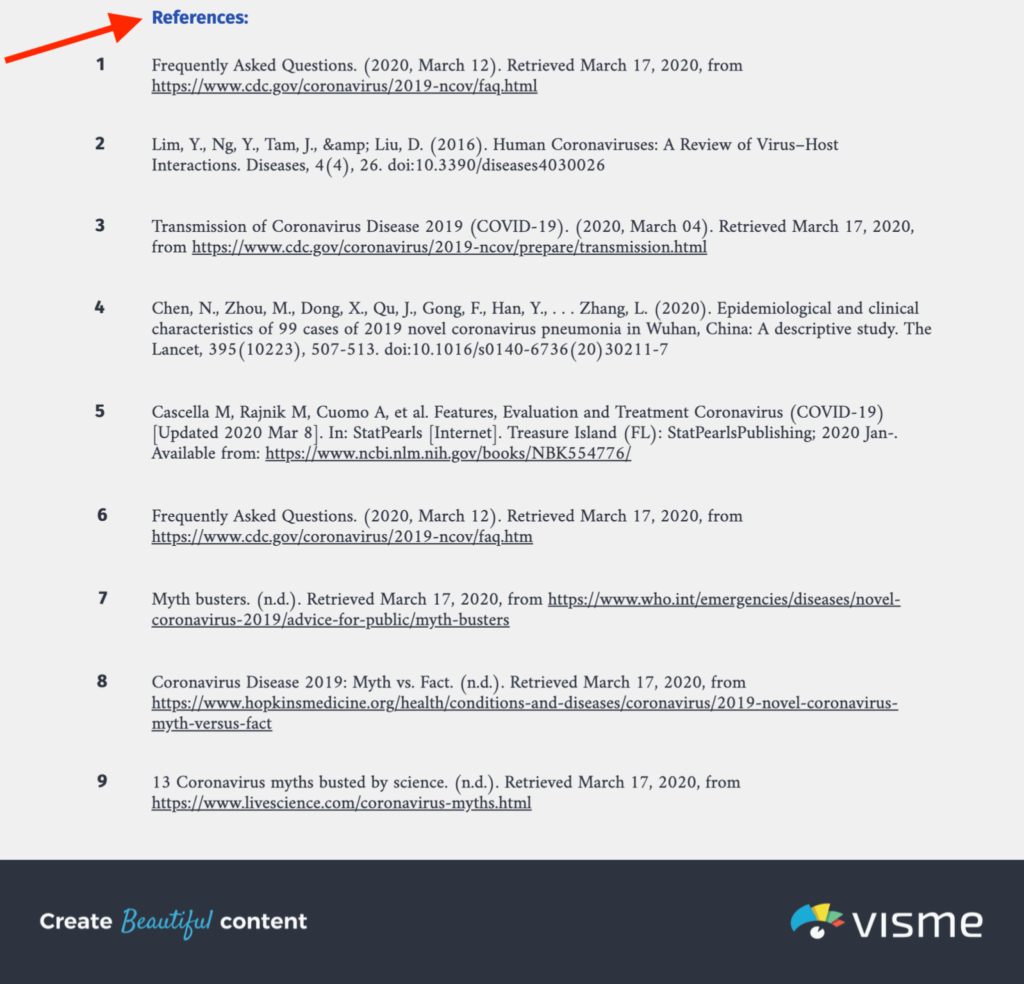 References:
1 Frequently Asked Questions. (2020, March 12). Retrieved March 17, 2020, from
https://www.cdc.gov/coronavirus/2019-ncov/faq.html
2 Lim, Y., Ng, Y., Tam, J., &amp; Liu, D. (2016). Human Coronaviruses: A Review of Virus–Host
Interactions. Diseases, 4(4), 26. doi:10.3390/diseases4030026
3 Transmission of Coronavirus Disease 2019 (COVID-19). (2020, March 04). Retrieved March 17, 2020,
from https://www.cdc.gov/coronavirus/2019-ncov/prepare/transmission.html
4 Chen, N., Zhou, M., Dong, X., Qu, J., Gong, F., Han, Y., . . . Zhang, L. (2020). Epidemiological and clinical
characteristics of 99 cases of 2019 novel coronavirus pneumonia in Wuhan, China: A descriptive study. The
Lancet, 395(10223), 507-513. doi:10.1016/s0140-6736(20)30211-7
5 Cascella M, Rajnik M, Cuomo A, et al. Features, Evaluation and Treatment Coronavirus (COVID-19)
[Updated 2020 Mar 8]. In: StatPearls [Internet]. Treasure Island (FL): StatPearlsPublishing; 2020 Jan-.
Available from: https://www.ncbi.nlm.nih.gov/books/NBK554776/
6 Frequently Asked Questions. (2020, March 12). Retrieved March 17, 2020, from
https://www.cdc.gov/coronavirus/2019-ncov/faq.htm
7 Myth busters. (n.d.). Retrieved March 17, 2020, from https://www.who.int/emergencies/diseases/novel-
coronavirus-2019/advice-for-public/myth-busters
8 Coronavirus Disease 2019: Myth vs. Fact. (n.d.). Retrieved March 17, 2020, from
https://www.hopkinsmedicine.org/health/conditions-and-diseases/coronavirus/2019-novel-coronavirus-
myth-versus-fact
9 13 Coronavirus myths busted by science. (n.d.). Retrieved March 17, 2020, from
https://www.livescience.com/coronavirus-myths.html
Create Beautiful content
visme